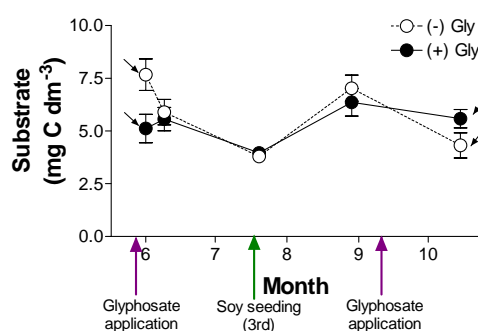 (-) Gly
(+) Gly
Substrate
(mg C dm⁻³)
10.0
7.5
5.0
2.5
0.0
6 7 8 9 10
Month
Glyphosate Soy seeding Glyphosate
application (3rd) application